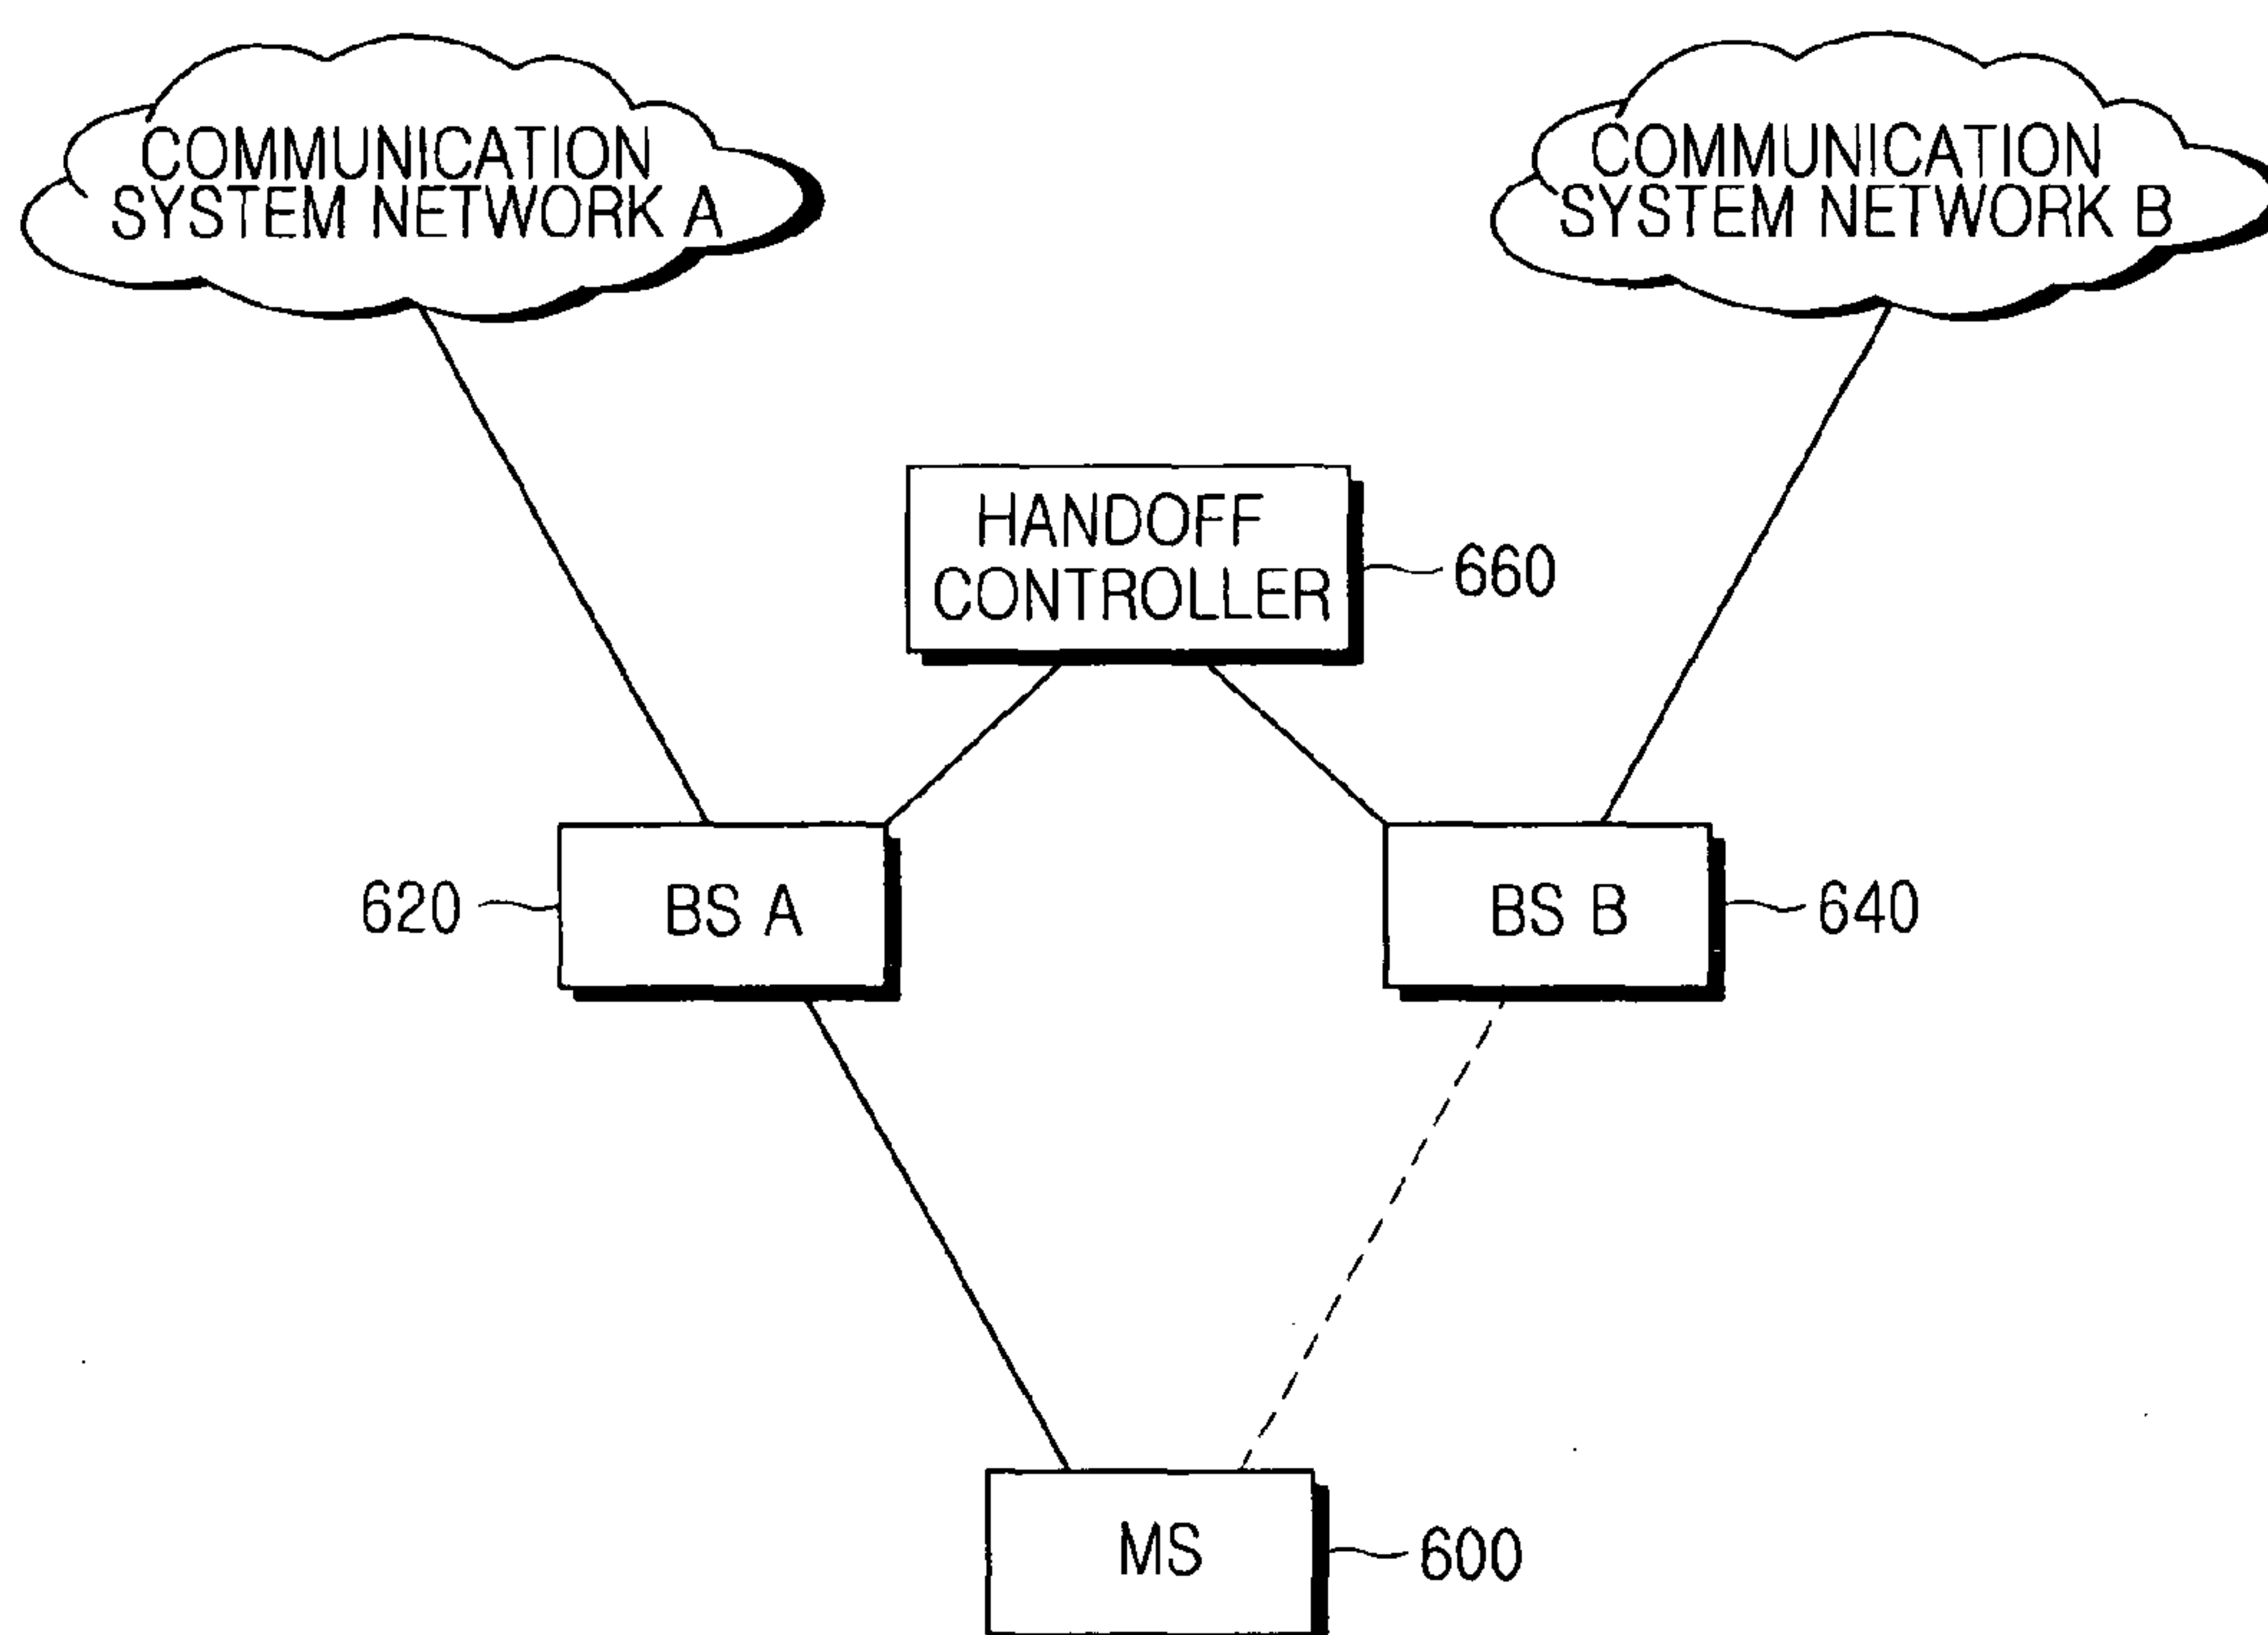 COMMUNICATION
SYSTEM NETWORK A
COMMUNICATION
SYSTEM NETWORK B
HANDOFF
CONTROLLER
660
620
BS A
BS B
640
MS
600